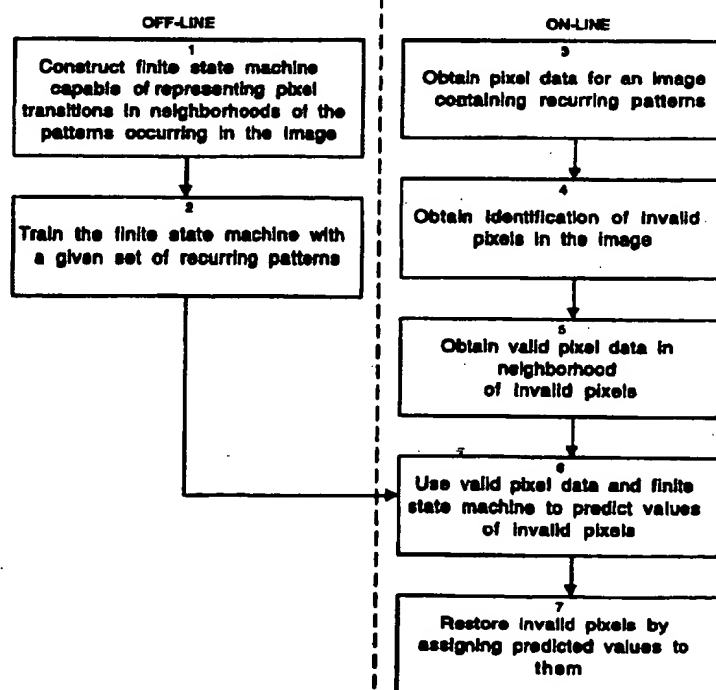 OFF-LINE
1
Construct finite state machine
capable of representing pixel
transitions in neighborhoods of the
patterns occurring in the image
2
Train the finite state machine with
a given set of recurring patterns
ON-LINE
3
Obtain pixel data for an image
containing recurring patterns
4
Obtain identification of invalid
pixels in the image
5
Obtain valid pixel data in
neighborhood
of invalid pixels
6
Use valid pixel data and finite
state machine to predict values
of invalid pixels
7
Restore invalid pixels by
assigning predicted values to
them